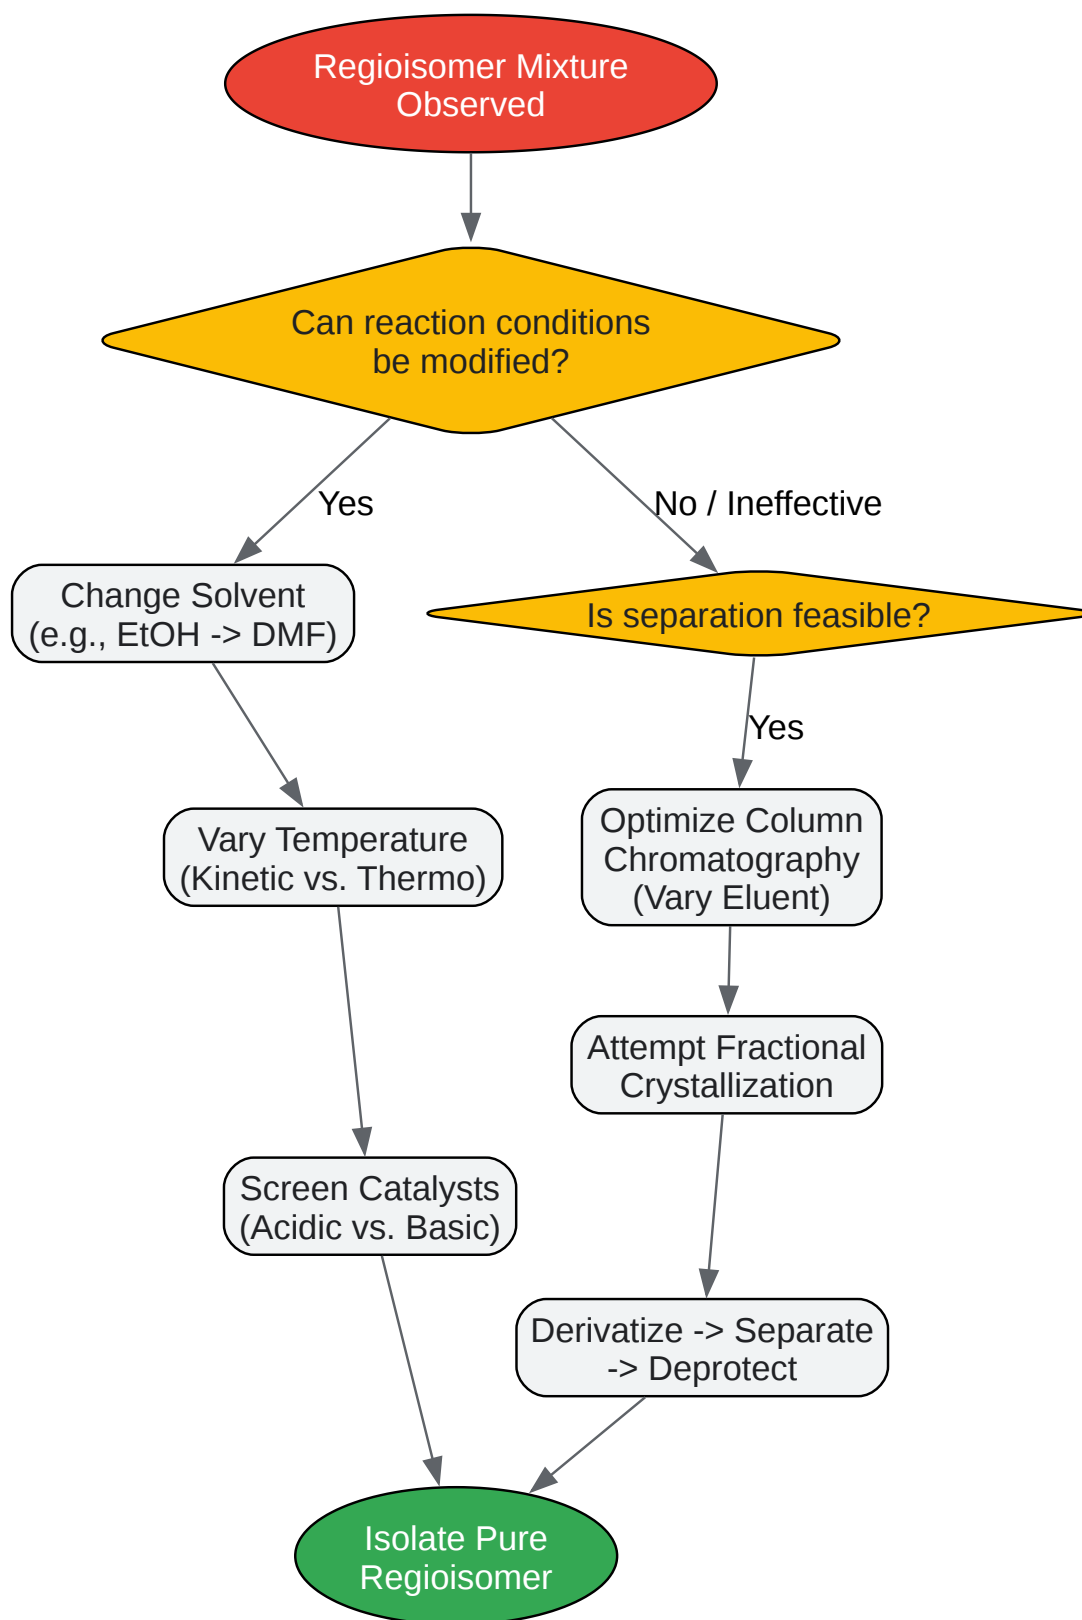 Regioisomer Mixture
Observed
Can reaction conditions
be modified?
Yes
No / Ineffective
Change Solvent
(e.g., EtOH -> DMF)
Is separation feasible?
Yes
Vary Temperature
(Kinetic vs. Thermo)
Optimize Column
Chromatography
(Vary Eluent)
Attempt Fractional
Crystallization
Screen Catalysts
(Acidic vs. Basic)
Derivatize -> Separate
-> Deprotect
Isolate Pure
Regioisomer